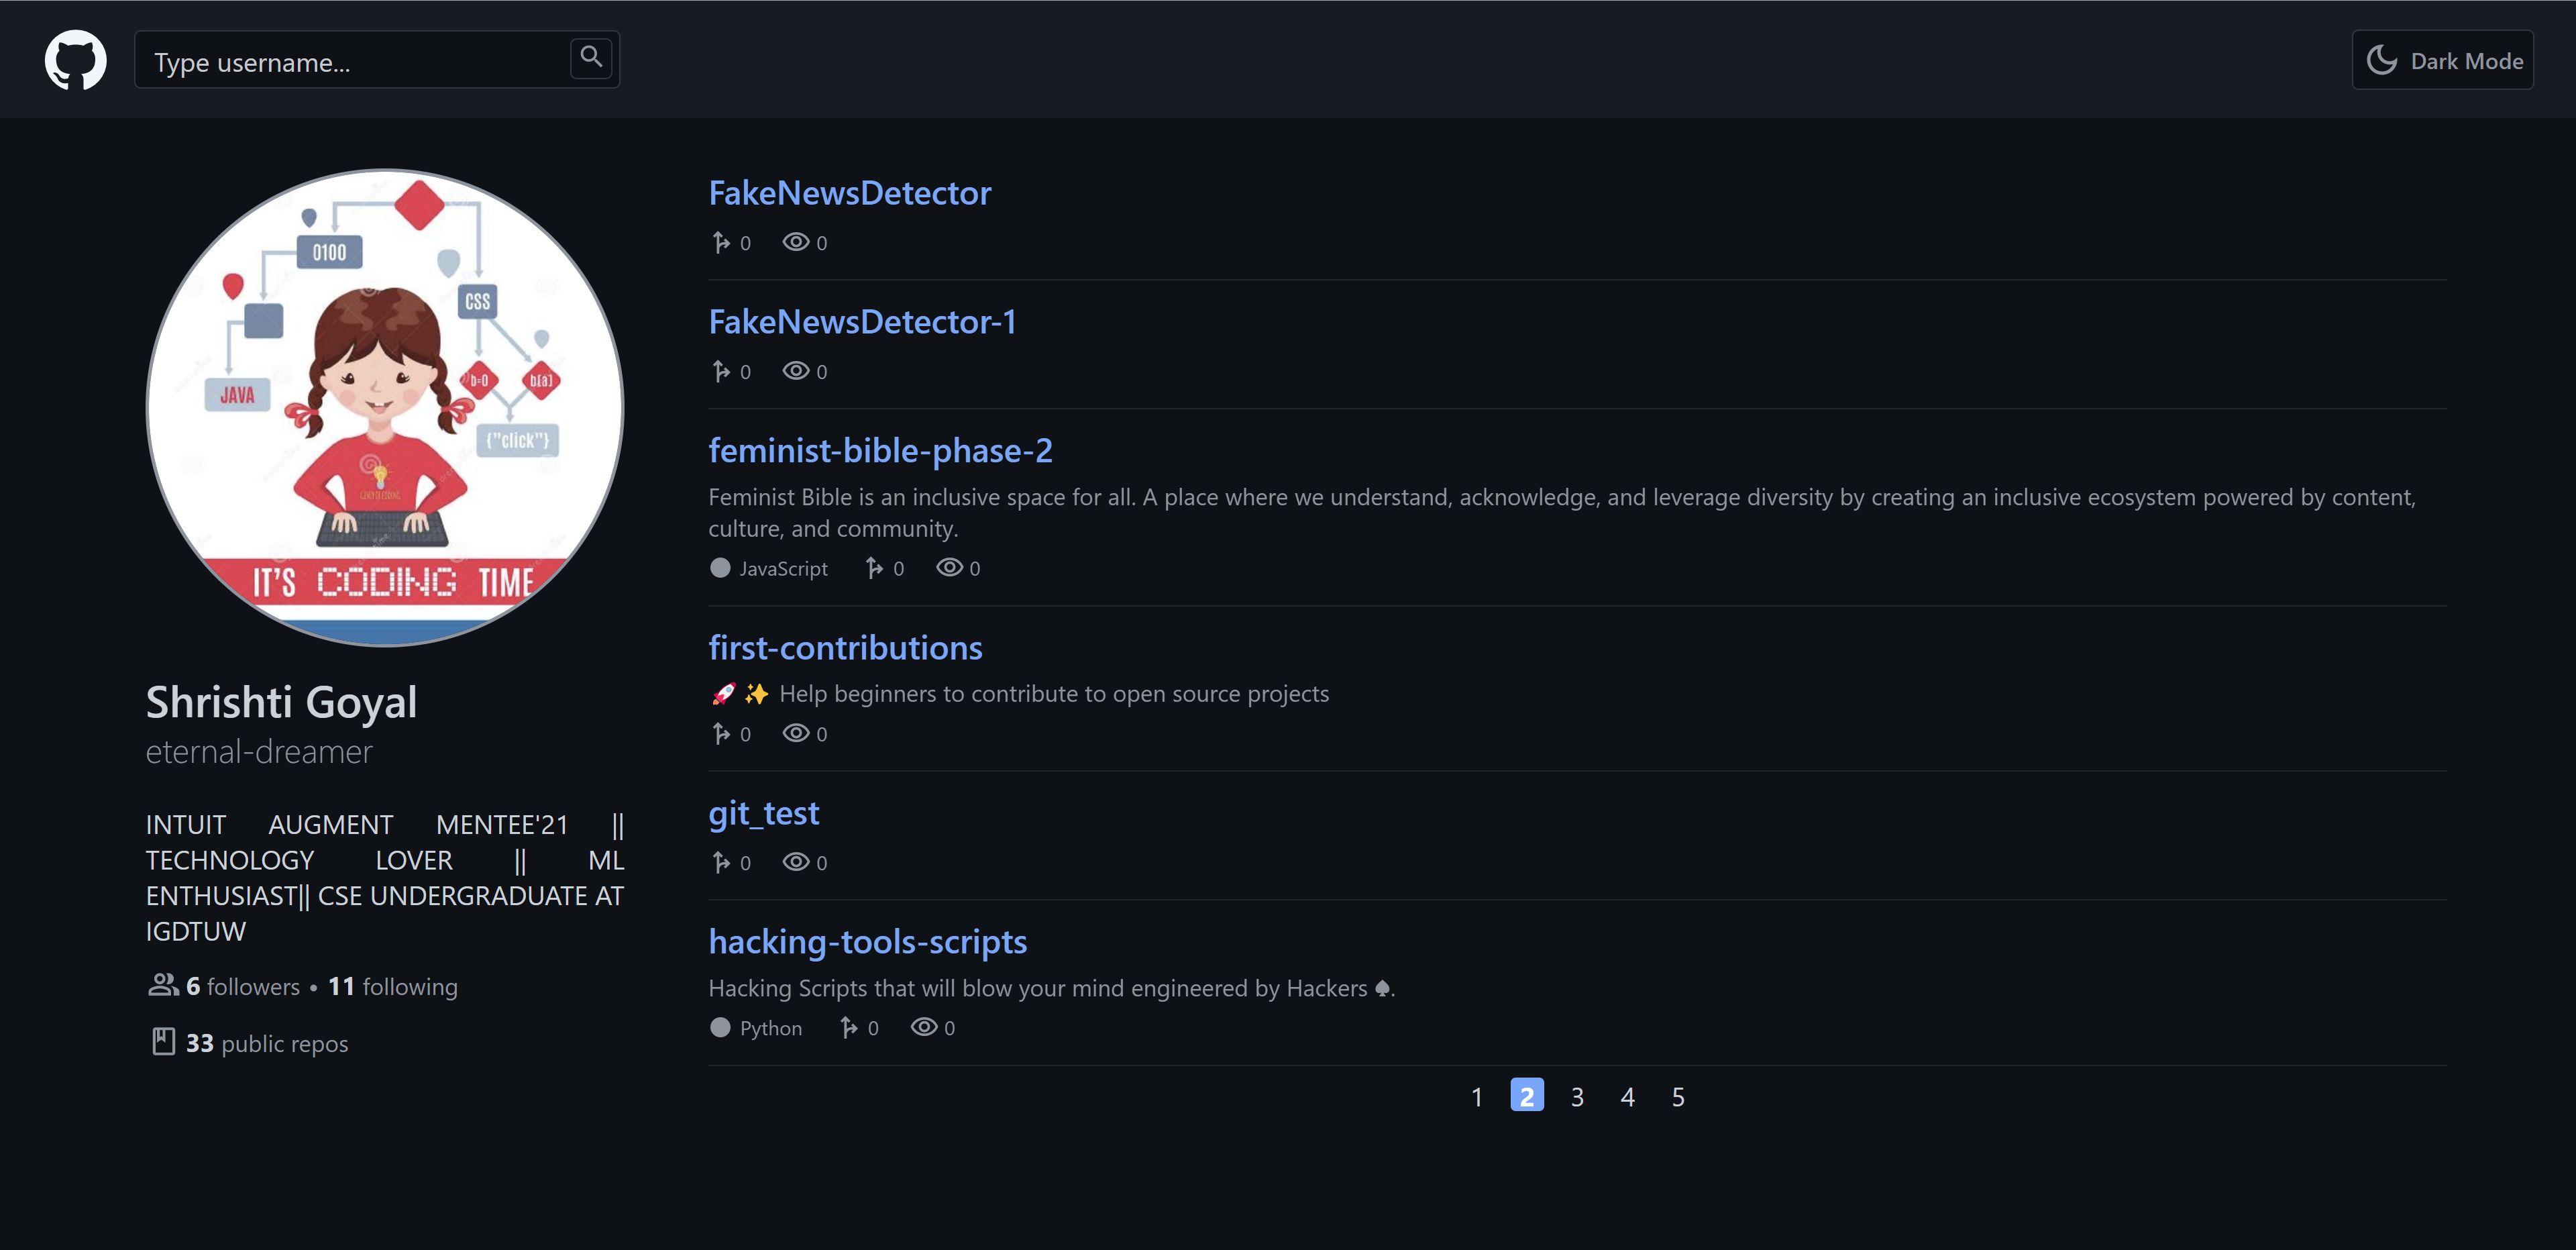 Type username...
Dark Mode
0100
CSS
JAVA
b=0
b[a]
{"click"}
IT'S CODING TIME
Shrishti Goyal
eternal-dreamer
INTUIT AUGMENT MENTEE'21 ||
TECHNOLOGY LOVER || ML
ENTHUSIAST|| CSE UNDERGRADUATE AT
IGDTUW
6 followers • 11 following
33 public repos
FakeNewsDetector
0 0
FakeNewsDetector-1
0 0
feminist-bible-phase-2
Feminist Bible is an inclusive space for all. A place where we understand, acknowledge, and leverage diversity by creating an inclusive ecosystem powered by content,
culture, and community.
JavaScript 0 0
first-contributions
🚀✨ Help beginners to contribute to open source projects
0 0
git_test
0 0
hacking-tools-scripts
Hacking Scripts that will blow your mind engineered by Hackers ♠.
Python 0 0
1 2 3 4 5